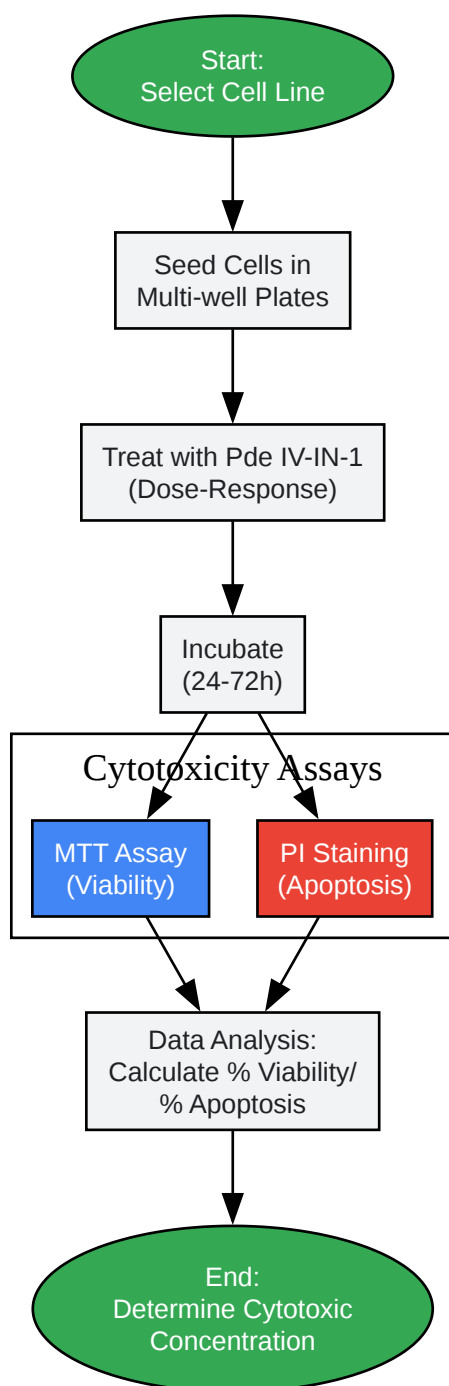 Start:
Select Cell Line
Seed Cells in
Multi-well Plates
Treat with Pde IV-IN-1
(Dose-Response)
Incubate
(24-72h)
Cytotoxicity Assays
MTT Assay
(Viability)
PI Staining
(Apoptosis)
Data Analysis:
Calculate % Viability/
% Apoptosis
End:
Determine Cytotoxic
Concentration